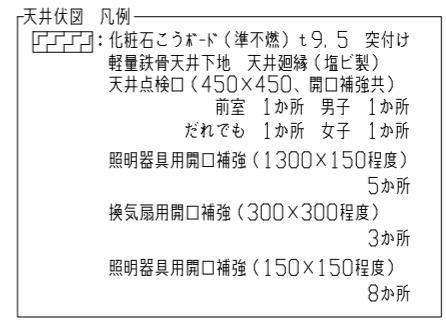 天井伏図 凡例
：化粧石こうﾎﾞｰﾄﾞ（準不燃）ｔ9．5 突付け
軽量鉄骨天井下地 天井廻縁（塩ビ製）
天井点検口（450×450、開口補強共）
前室 1か所 男子 1か所
だれでも 1か所 女子 1か所
照明器具用開口補強（1300×150程度）
5か所
換気扇用開口補強（300×300程度）
3か所
照明器具用開口補強（150×150程度）
8か所